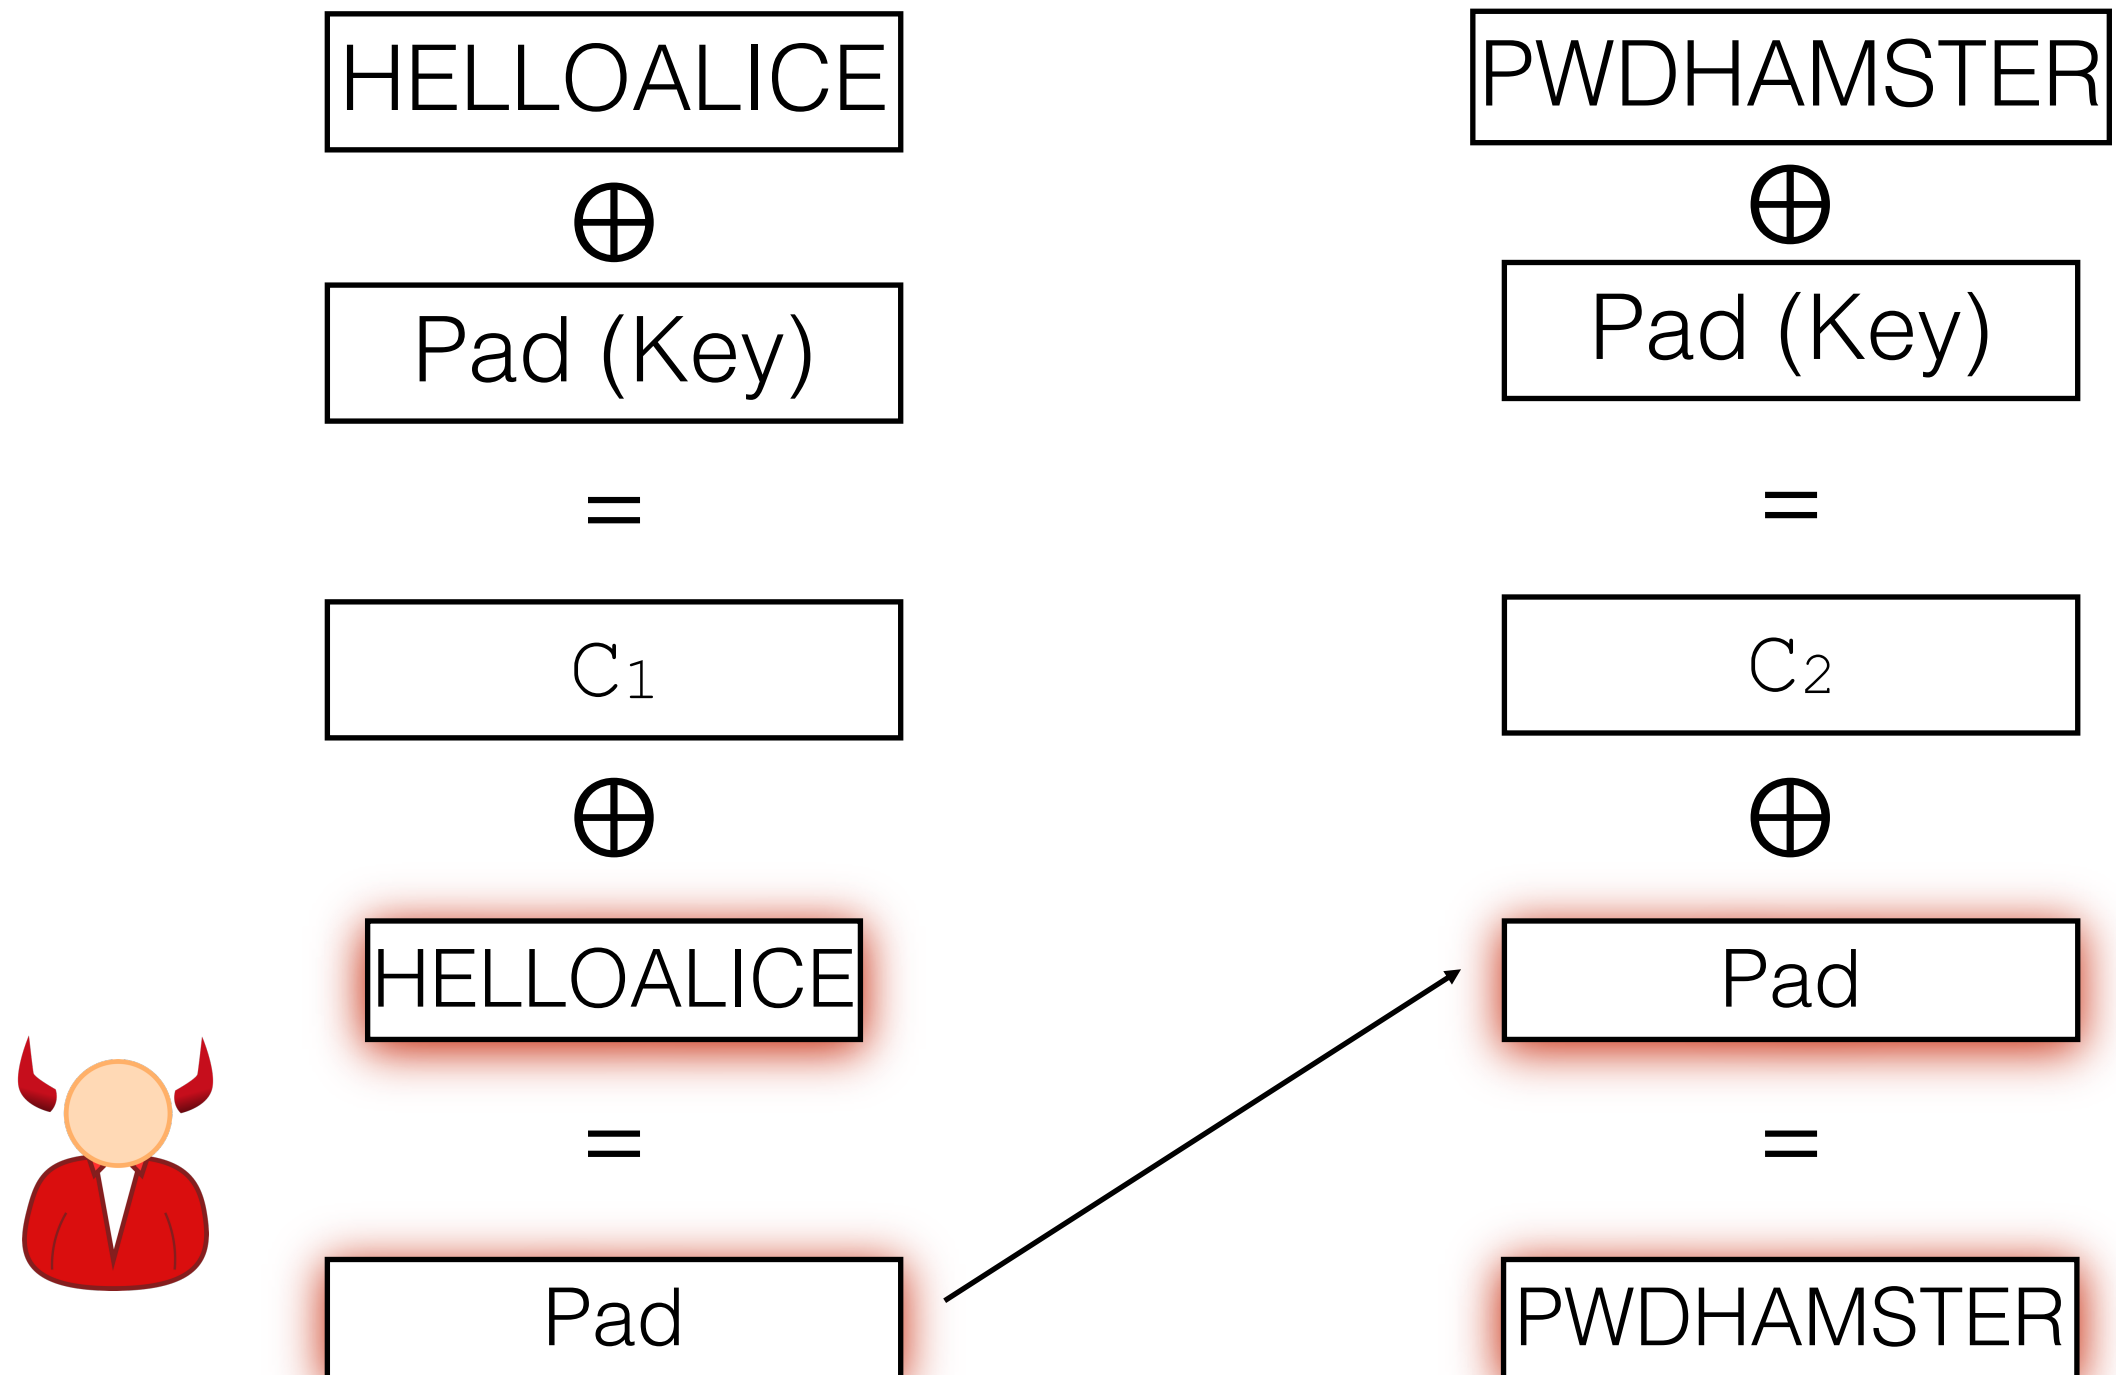 HELLOALICE
⊕
Pad (Key)
=
C1
⊕
HELLOALICE
=
Pad
PWDHAMSTER
⊕
Pad (Key)
=
C2
⊕
Pad
=
PWDHAMSTER